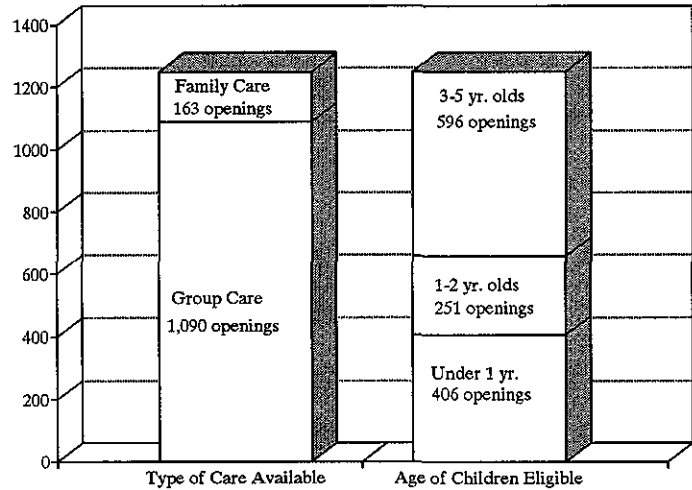 1400
1200
1000
800
600
400
200
0
Family Care
163 openings
Group Care
1,090 openings
3-5 yr. olds
596 openings
1-2 yr. olds
251 openings
Under 1 yr.
406 openings
Type of Care Available
Age of Children Eligible